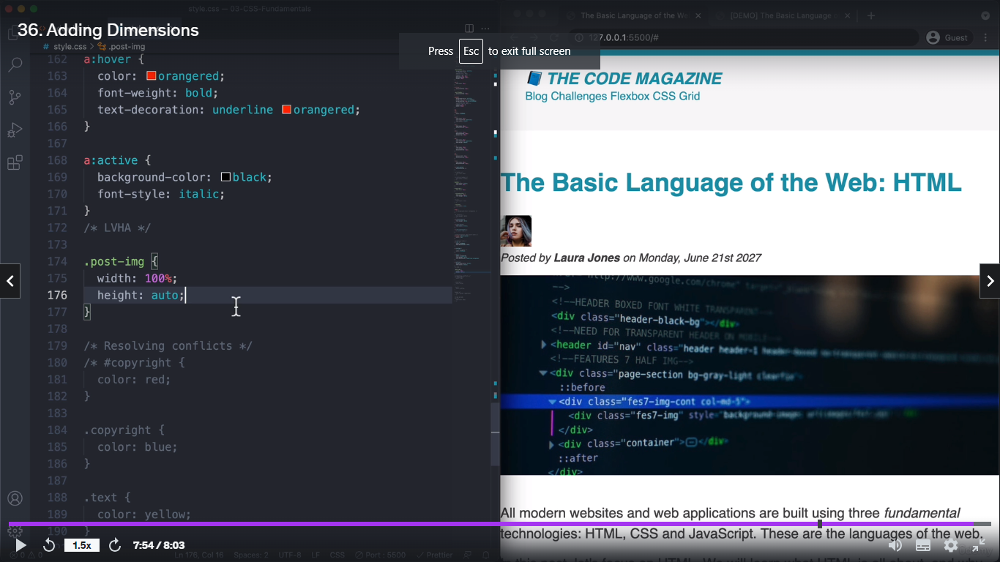 style.css — 03-CSS-Fundamentals
36. Adding Dimensions
# style.css > .post-img
162 a:hover {
163 color: orangered;
164 font-weight: bold;
165 text-decoration: underline orangered;
166 }
167
168 a:active {
169 background-color: black;
170 font-style: italic;
171 }
172 /* LVHA */
173
174 .post-img {
175 width: 100%;
176 height: auto;
177 }
178
179 /* Resolving conflicts */
180 /* #copyright {
181 color: red;
182 }
183
184 .copyright {
185 color: blue;
186 }
187
188 .text {
189 color: yellow;
190 }
Ln 176, Col 16 Spaces: 2 UTF-8 LF CSS Port : 5500 Prettier
7:54 / 8:03
1.5x
Press Esc to exit full screen
The Basic Language of the We
[DEMO] The Basic Language
127.0.0.1:5500/#
Guest
THE CODE MAGAZINE
Blog Challenges Flexbox CSS Grid
The Basic Language of the Web: HTML
Posted by Laura Jones on Monday, June 21st 2027
http://www.google.com/chrome" target=
-->
<!--HEADER BOXED FONT WHITE TRANSPARENT-->
<div class="header-black-bg"></div>
<!--NEED FOR TRANSPARENT HEADER ON MOBILE-->
<header id="nav" class="header header-1
<!--FEATURES 7 HALF IMG-->
<div class="page-section bg-gray-light clearfix">
::before
<div class="fes7-img-cont col-md-5">
<div class="fes7-img" style=
</div>
<div class="container"></div>
::after
</div>
All modern websites and web applications are built using three fundamental
technologies: HTML, CSS and JavaScript. These are the languages of the web.